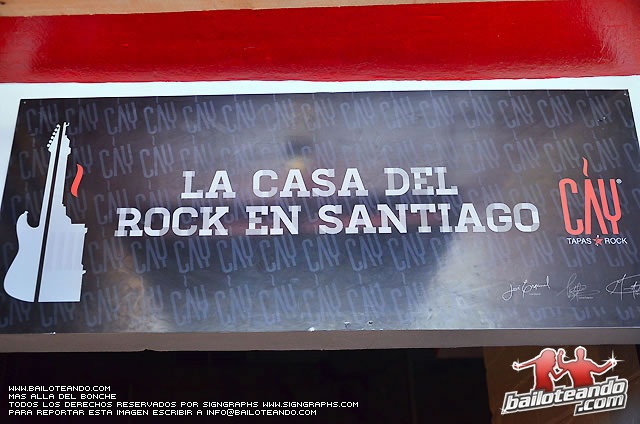 LA CASA DEL
ROCK EN SANTIAGO
CÁY
TAPAS ROCK
WWW.BAILOTEANDO.COM
MAS ALLA DEL BONCHE
TODOS LOS DERECHOS RESERVADOS POR SIGNGRAPHS WWW.SIGNGRAPHS.COM
PARA REPORTAR ESTA IMAGEN ESCRIBIR A INFO@BAILOTEANDO.COM
bailoteando.com